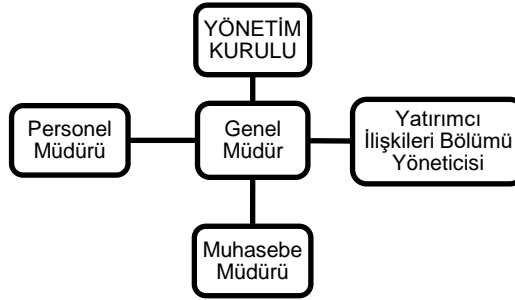 YÖNETİM
KURULU
Personel
Müdürü
Genel
Müdür
Yatırımcı
İlişkileri Bölümü
Yöneticisi
Muhasebe
Müdürü